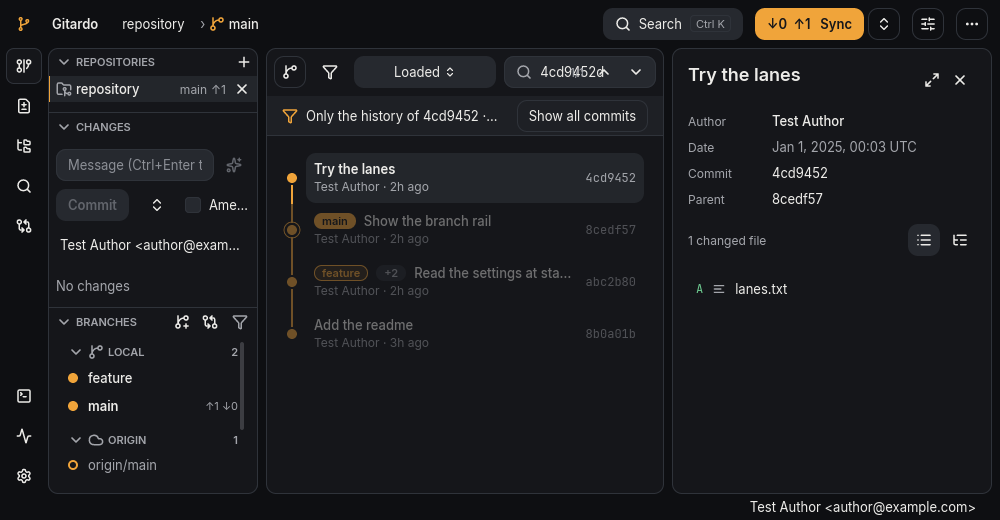 Gitardo repository › main
Search Ctrl K
↓0 ↑1 Sync
REPOSITORIES
repository main ↑1
CHANGES
Message (Ctrl+Enter t
Commit Ame...
Test Author <author@exam...
No changes
BRANCHES
LOCAL 2
feature
main ↑1 ↓0
ORIGIN 1
origin/main
Loaded
Only the history of 4cd9452 ·...
Show all commits
Try the lanes
Test Author · 2h ago
4cd9452
main Show the branch rail
Test Author · 2h ago
8cedf57
feature +2 Read the settings at sta...
Test Author · 2h ago
abc2b80
Add the readme
Test Author · 3h ago
8b0a01b
Try the lanes
Author Test Author
Date Jan 1, 2025, 00:03 UTC
Commit 4cd9452
Parent 8cedf57
1 changed file
A lanes.txt
Test Author <author@example.com>